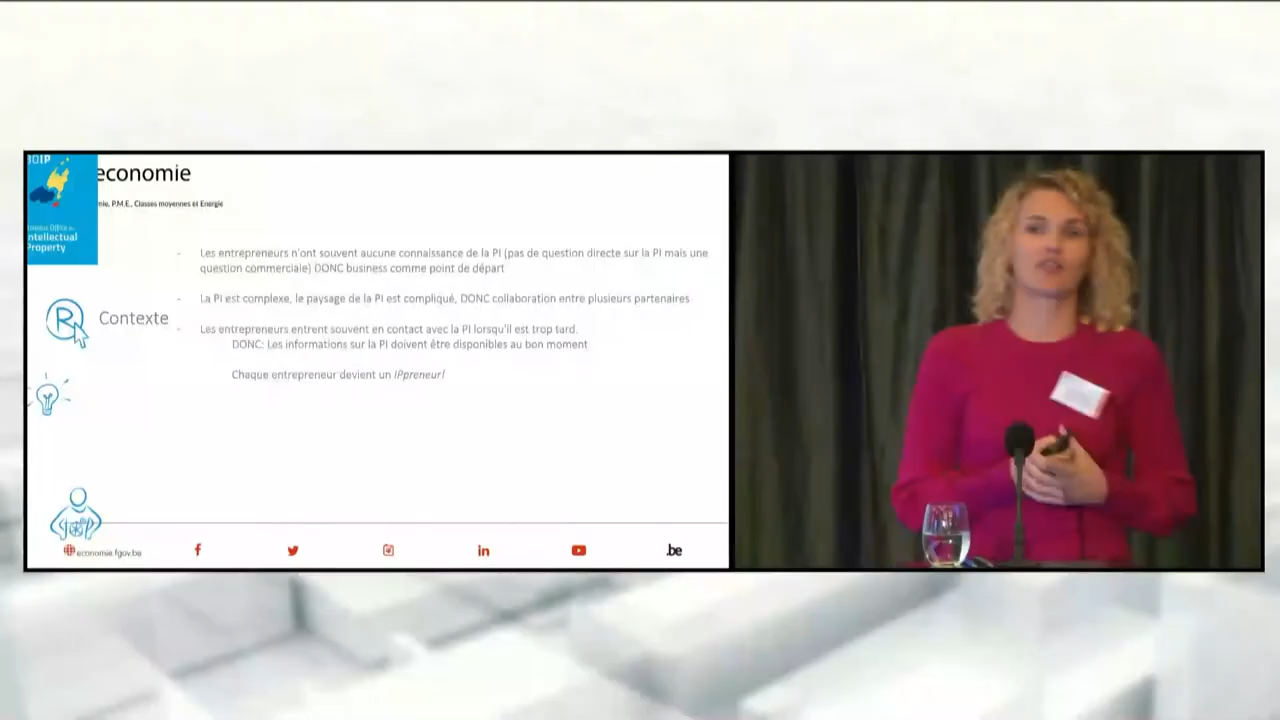 BOIP
economie
mie, P.M.E., Classes moyennes et Energie
Intellectual
Property
- Les entrepreneurs n'ont souvent aucune connaissance de la PI (pas de question directe sur la PI mais une
question commerciale) DONC business comme point de départ
- La PI est complexe, le paysage de la PI est compliqué, DONC collaboration entre plusieurs partenaires
R
Contexte
- Les entrepreneurs entrent souvent en contact avec la PI lorsqu'il est trop tard.
DONC: Les informations sur la PI doivent être disponibles au bon moment
Chaque entrepreneur devient un IPpreneur!
economie.fgov.be
.be